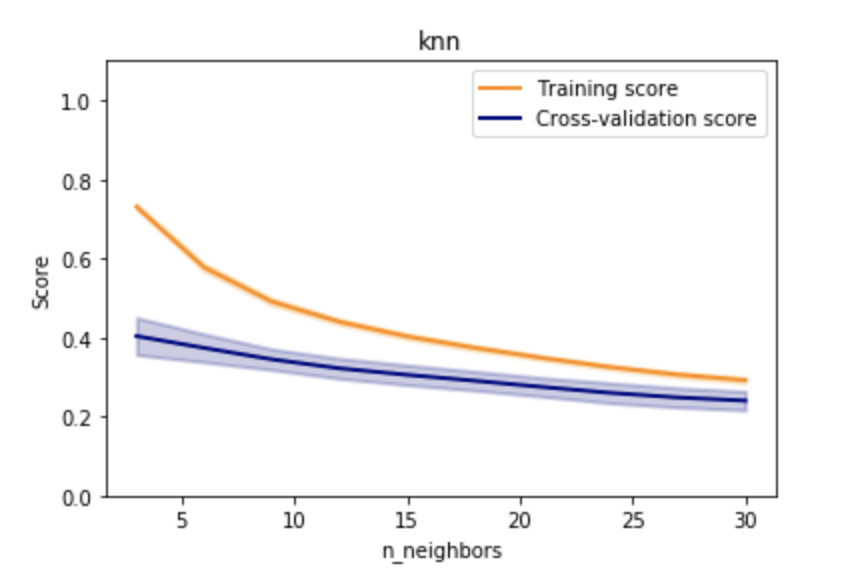 knn
Training score
Cross-validation score
1.0
0.8
0.6
0.4
0.2
0.0
Score
5 10 15 20 25 30
n_neighbors